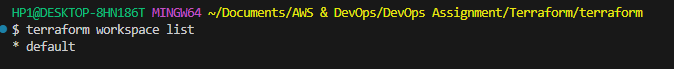 HP1@DESKTOP-8HN186T MINGW64 ~/Documents/AWS & DevOps/DevOps Assignment/Terraform/terraform
$ terraform workspace list
* default